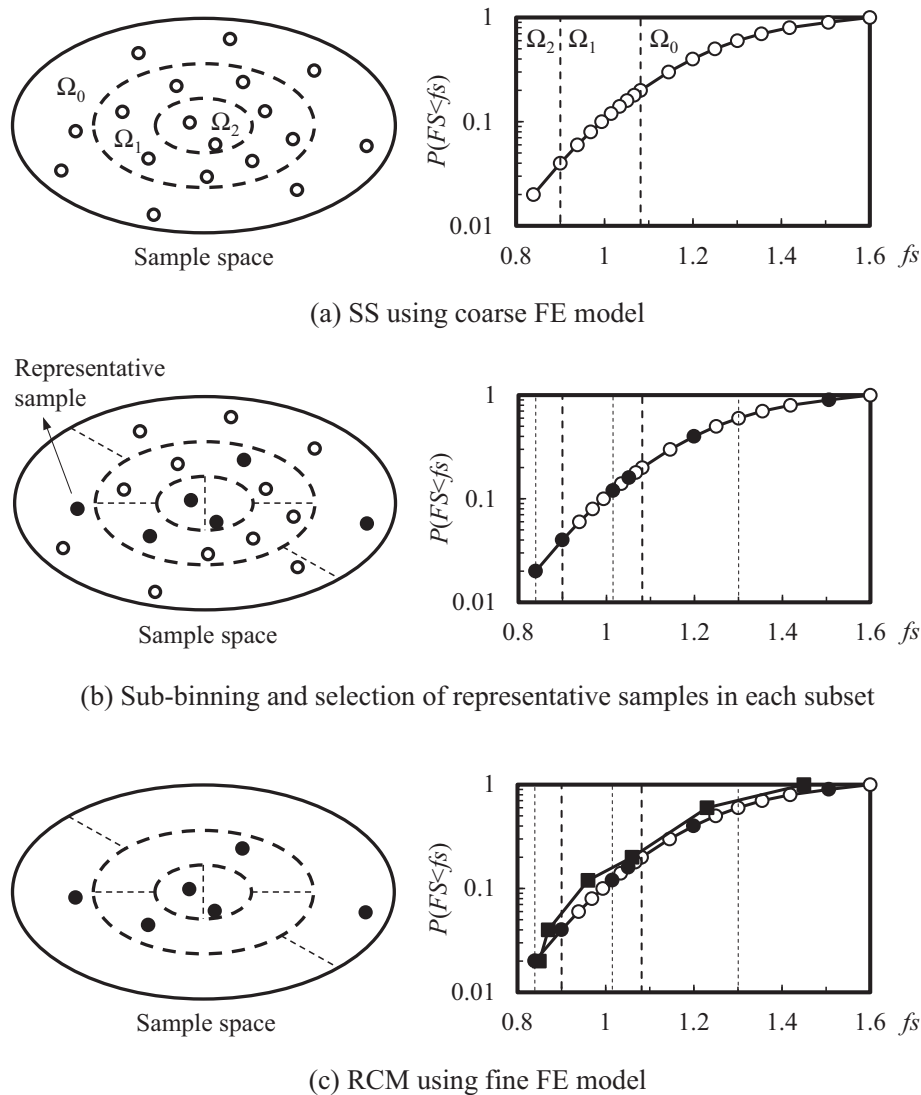 Ω0
Ω1
Ω2
Sample space
P(FS<fs)
1
0.1
0.01
Ω2
Ω1
Ω0
0.8
1
1.2
1.4
1.6
fs
(a) SS using coarse FE model
Representative
sample
Sample space
P(FS<fs)
1
0.1
0.01
0.8
1
1.2
1.4
1.6
fs
(b) Sub-binning and selection of representative samples in each subset
Sample space
P(FS<fs)
1
0.1
0.01
0.8
1
1.2
1.4
1.6
fs
(c) RCM using fine FE model